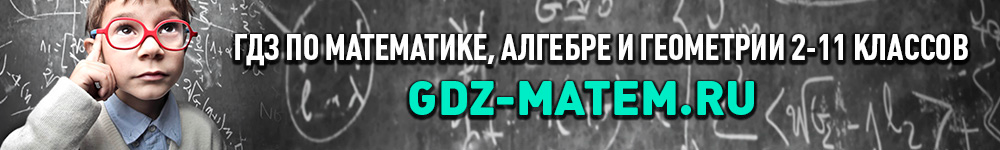 ГДЗ ПО МАТЕМАТИКЕ, АЛГЕБРЕ И ГЕОМЕТРИИ 2-11 КЛАССОВ
GDZ-MATEM.RU